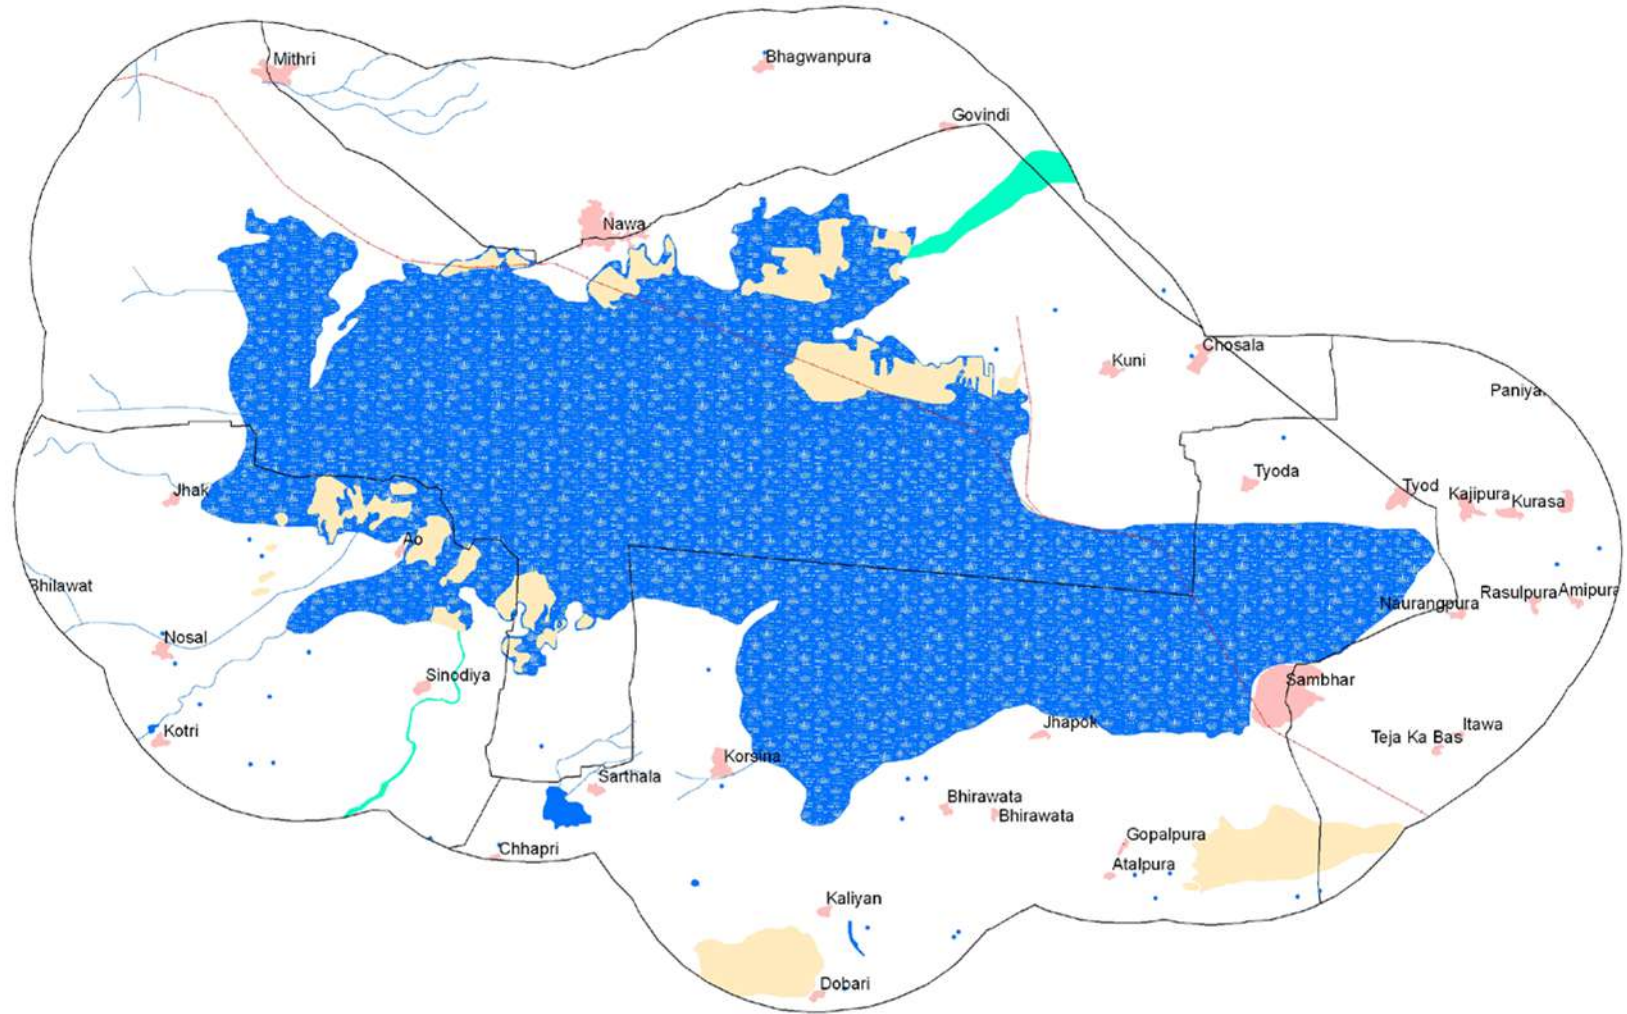 Mithri
Bhagwanpura
Govindi
Nawa
Chosala
Kuni
Paniya
Tyoda
Tyod
Kajipura
Kurasa
Jhak
Ao
Bhilawat
Rasulpura
Amipura
Naurangpura
Nosal
Sinodiya
Sambhar
Jhapok
Itawa
Kotri
Teja Ka Bas
Korsina
Sarthala
Bhirawata
Bhirawata
Gopalpura
Chhapri
Atalpura
Kaliyan
Dobari